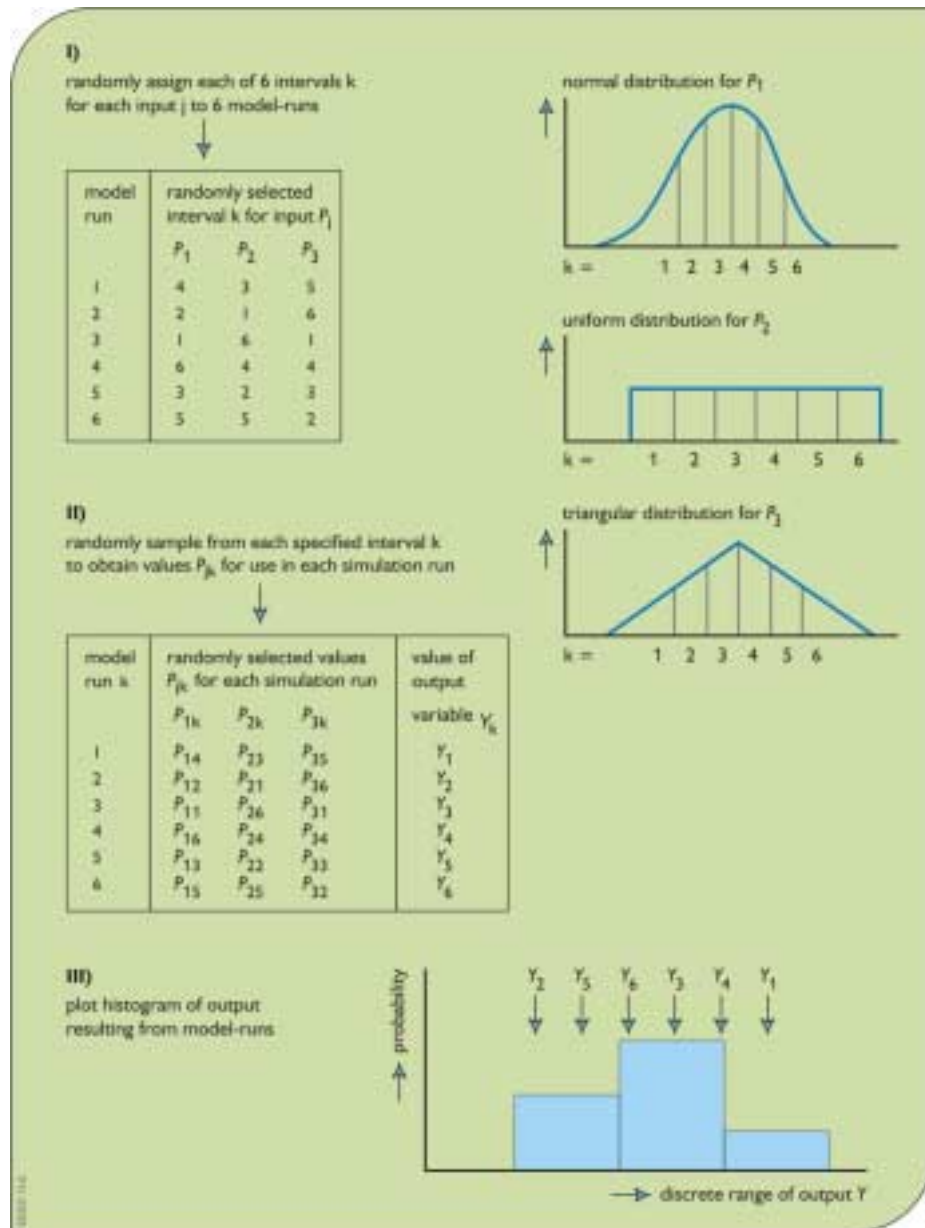 I)
randomly assign each of 6 intervals k
for each input j to 6 model-runs
model run
randomly selected
interval k for input Pj
P1 P2 P3
1 4 3 5
2 2 1 6
3 1 6 1
4 6 4 4
5 3 2 3
6 5 5 2
normal distribution for P1
k = 1 2 3 4 5 6
uniform distribution for P2
k = 1 2 3 4 5 6
triangular distribution for P3
k = 1 2 3 4 5 6
II)
randomly sample from each specified interval k
to obtain values Pjk for use in each simulation run
model
run k
randomly selected values
Pjk for each simulation run
value of
output
variable Yk
P1k P2k P3k
1 P14 P23 P35 Y1
2 P12 P21 P36 Y2
3 P11 P26 P31 Y3
4 P16 P24 P34 Y4
5 P13 P22 P33 Y5
6 P15 P25 P32 Y6
III)
plot histogram of output
resulting from model-runs
probability
Y2 Y5 Y6 Y3 Y4 Y1
discrete range of output Y